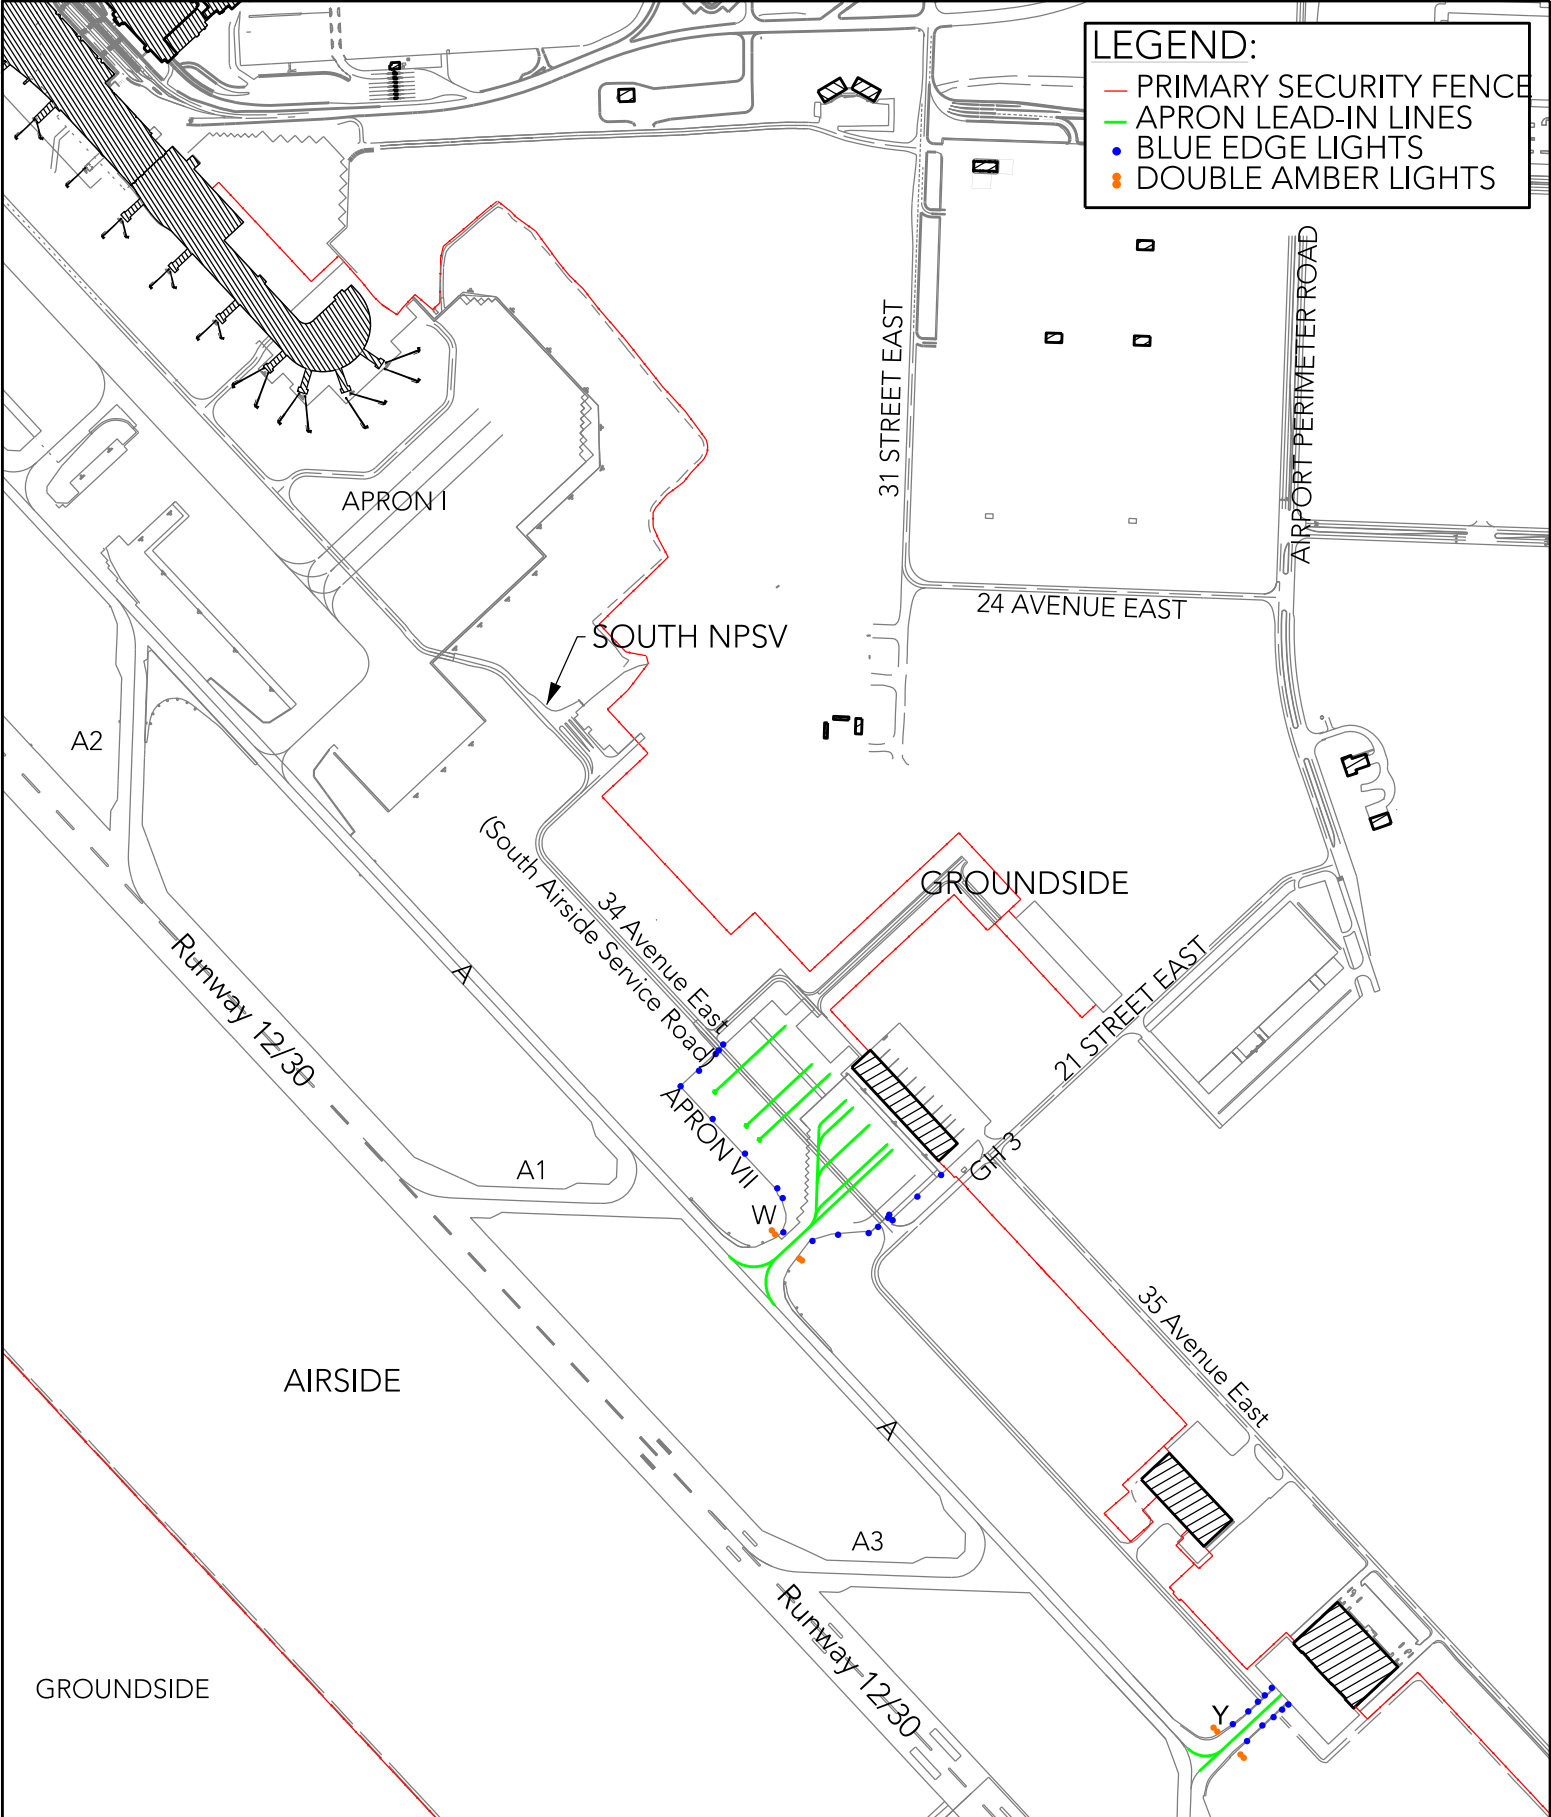 LEGEND:
PRIMARY SECURITY FENCE
APRON LEAD-IN LINES
BLUE EDGE LIGHTS
DOUBLE AMBER LIGHTS
AIRPORT PERIMETER ROAD
31 STREET EAST
APRON I
24 AVENUE EAST
SOUTH NPSV
A2
(South Airside Service Road)
34 Avenue East
GROUNDSIDE
Runway 12/30
A
21 STREET EAST
APRON VII
GH 3
A1
W
35 Avenue East
AIRSIDE
A
A3
Runway 12/30
GROUNDSIDE
Y